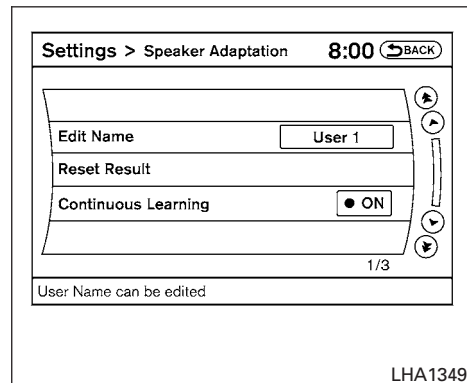 Settings > Speaker Adaptation 8:00 BACK
Edit Name User 1
Reset Result
Continuous Learning ON
1/3
User Name can be edited
LHA1349